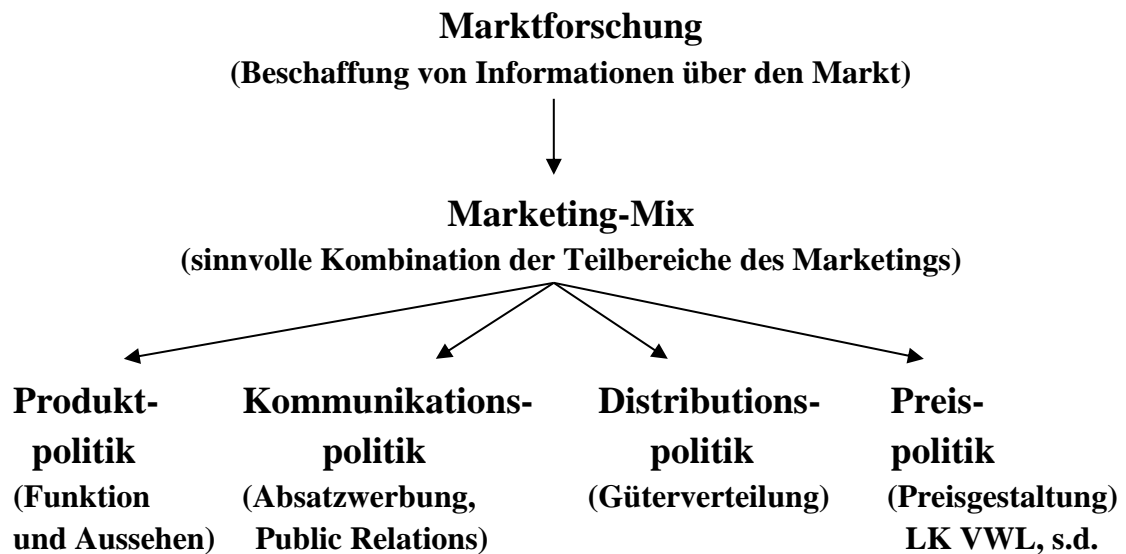 Marktforschung
(Beschaffung von Informationen über den Markt)
Marketing-Mix
(sinnvolle Kombination der Teilbereiche des Marketings)
Produkt-
politik
(Funktion
und Aussehen)
Kommunikations-
politik
(Absatzwerbung,
Public Relations)
Distributions-
politik
(Güterverteilung)
Preis-
politik
(Preisgestaltung)
LK VWL, s.d.